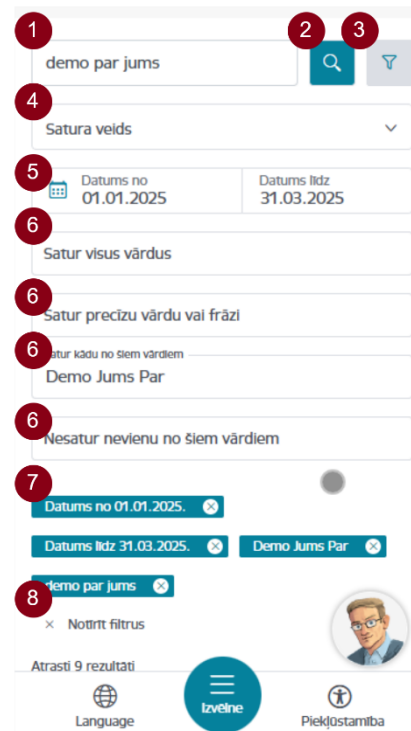 1
2
3
demo par jums
4
Satura veids
5
Datums no
01.01.2025
Datums līdz
31.03.2025
6
Satur visus vārdus
6
Satur precīzu vārdu vai frāzi
6
atur kādu no šiem vārdiem
Demo Jums Par
6
Nesatur nevienu no šiem vārdiem
7
Datums no 01.01.2025.
Datums līdz 31.03.2025.
Demo Jums Par
demo par jums
8
Notīrīt filtrus
Atrasti 9 rezultāti
Language
Izvēlne
Piekļūstamība